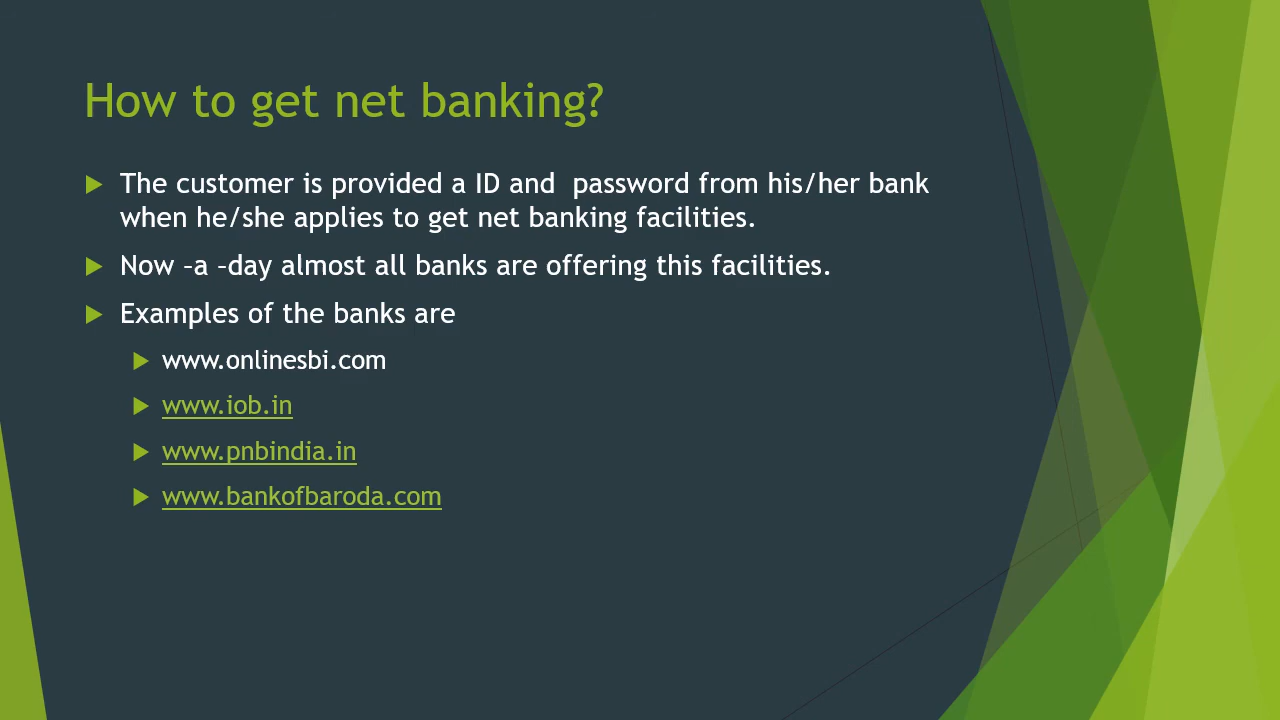 How to get net banking?
The customer is provided a ID and  password from his/her bank
when he/she applies to get net banking facilities.
Now –a –day almost all banks are offering this facilities.
Examples of the banks are
www.onlinesbi.com
www.iob.in
www.pnbindia.in
www.bankofbaroda.com